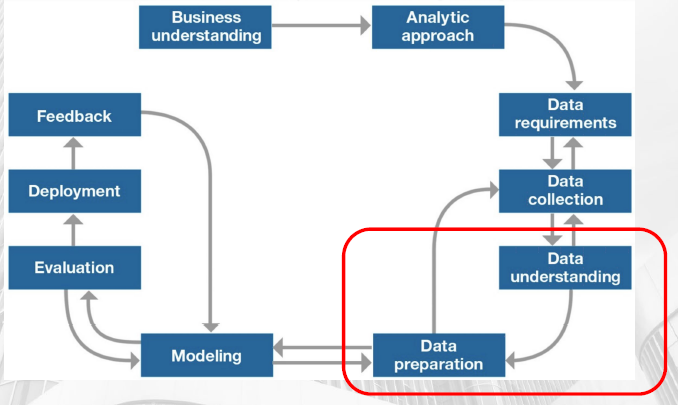 Business
understanding
Analytic
approach
Data
requirements
Data
collection
Data
understanding
Data
preparation
Modeling
Evaluation
Deployment
Feedback